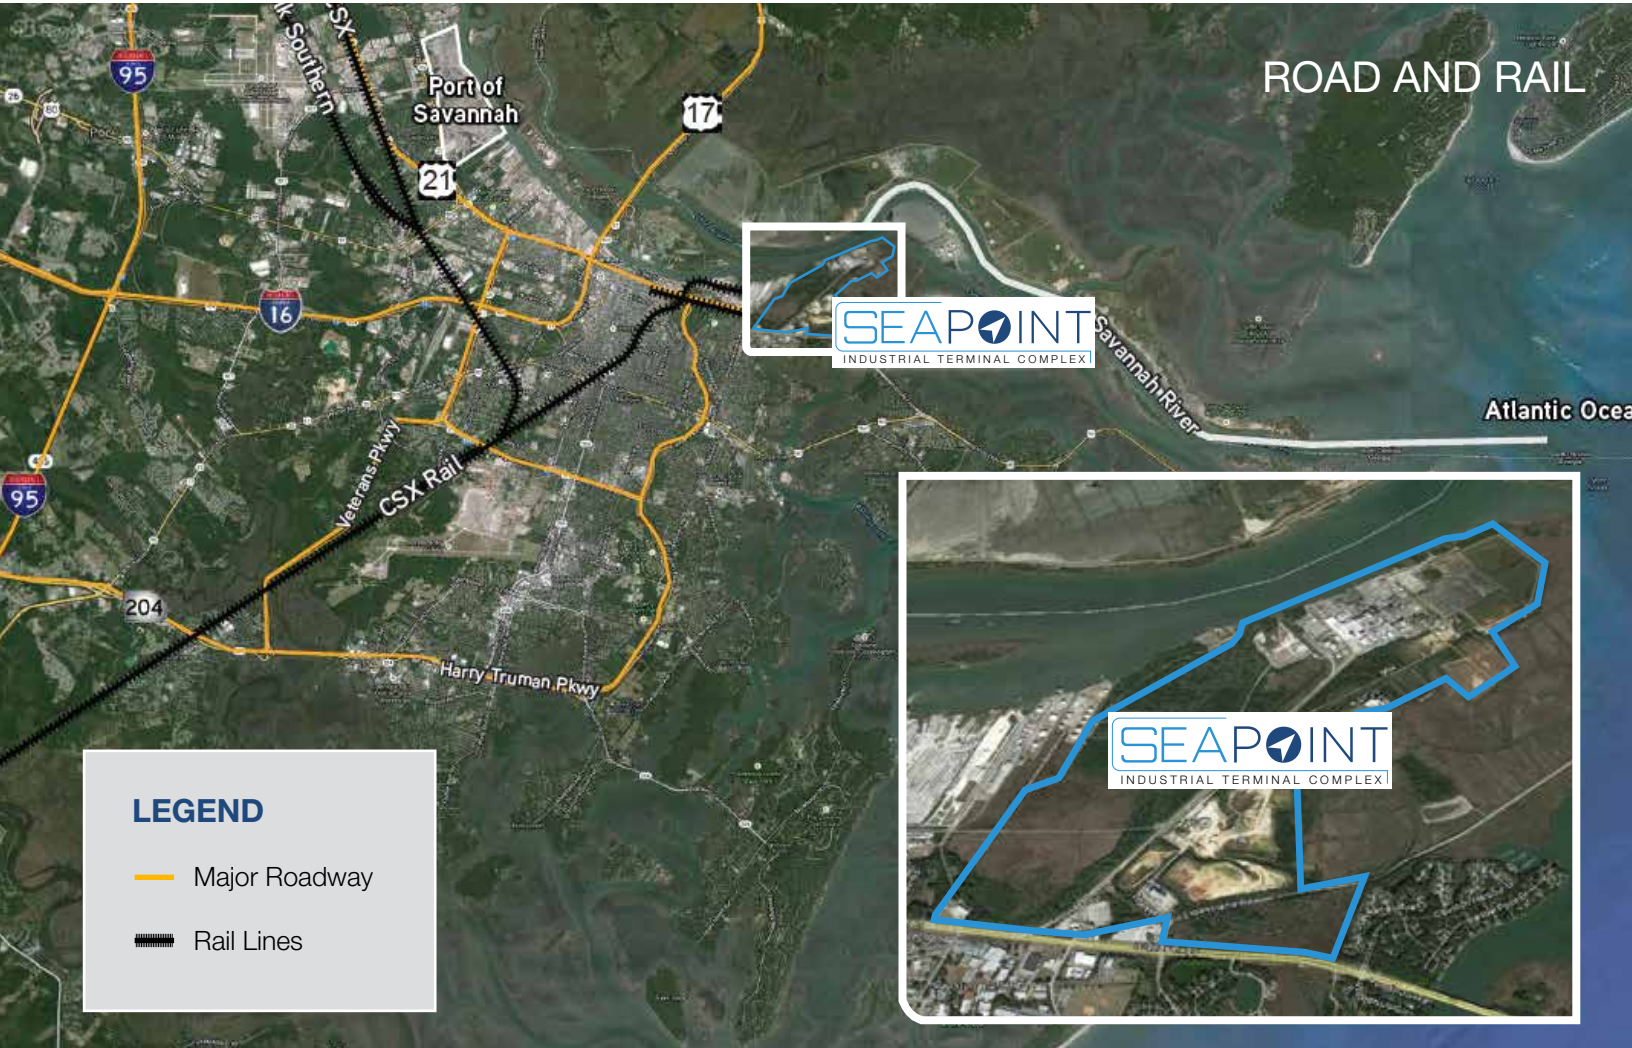 ROAD AND RAIL
CSX
k Southern
95
Port of
Savannah
17
26
80
21
16
SEAPOINT
INDUSTRIAL TERMINAL COMPLEX
Savannah River
Atlantic Ocea
Veterans Pkwy
CSX Rail
95
204
Harry Truman Pkwy
SEAPOINT
INDUSTRIAL TERMINAL COMPLEX
LEGEND
Major Roadway
Rail Lines